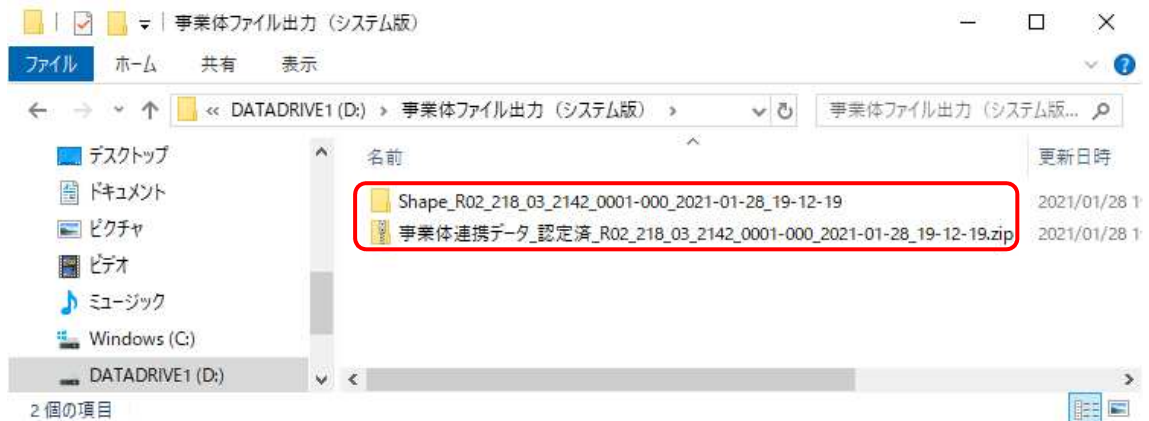 事業体ファイル出力（システム版）
ファイル ホーム 共有 表示
« DATADRIVE1 (D:) › 事業体ファイル出力（システム版） › 事業体ファイル出力（システム版...
デスクトップ
ドキュメント
ピクチャ
ビデオ
ミュージック
Windows (C:)
DATADRIVE1 (D:)
名前 更新日時
Shape_R02_218_03_2142_0001-000_2021-01-28_19-12-19 2021/01/28 1
事業体連携データ_認定済_R02_218_03_2142_0001-000_2021-01-28_19-12-19.zip 2021/01/28 1
2 個の項目